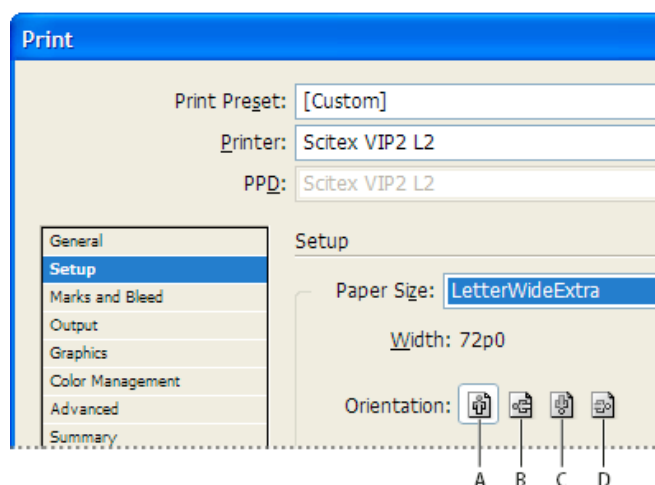 Print
Print Preset: [Custom]
Printer: Scitex VIP2 L2
PPD: Scitex VIP2 L2
General
Setup
Marks and Bleed
Output
Graphics
Color Management
Advanced
Summary
Setup
Paper Size: LetterWideExtra
Width: 72p0
Orientation:
A B C D